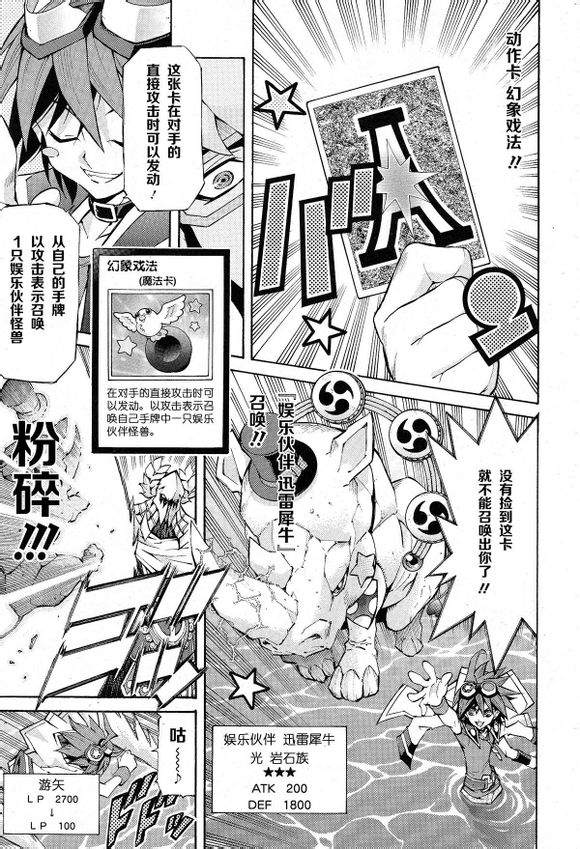 动作卡 幻象戏法!!
A
バババッ
这张卡在对手的
直接攻击时可以发动!
从自己的手牌
以攻击表示召唤
1只娱乐伙伴怪兽
幻象戏法
(魔法卡)
在对手的直接攻击时可
以发动。以攻击表示召
唤自己手牌中一只娱乐
伙伴怪兽。
『娱乐伙伴 迅雷犀牛』
召唤!!
没有捡到这卡
就不能召唤出你了!!
娱乐伙伴 迅雷犀牛
光 岩石族
★★★
ATK 200
DEF 1800
粉碎!!!
咕~~
游矢
LP 2700
↓
LP 100